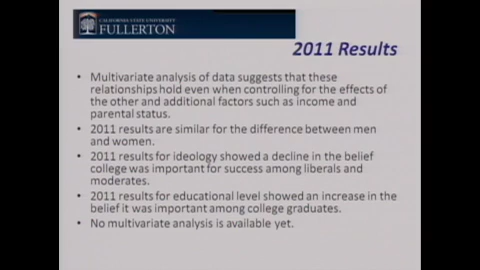 CALIFORNIA STATE UNIVERSITY
FULLERTON
2011 Results
• Multivariate analysis of data suggests that these
relationships hold even when controlling for the effects of
the other and additional factors such as income and
parental status.
• 2011 results are similar for the difference between men
and women.
• 2011 results for ideology showed a decline in the belief
college was important for success among liberals and
moderates.
• 2011 results for educational level showed an increase in the
belief it was important among college graduates.
• No multivariate analysis is available yet.